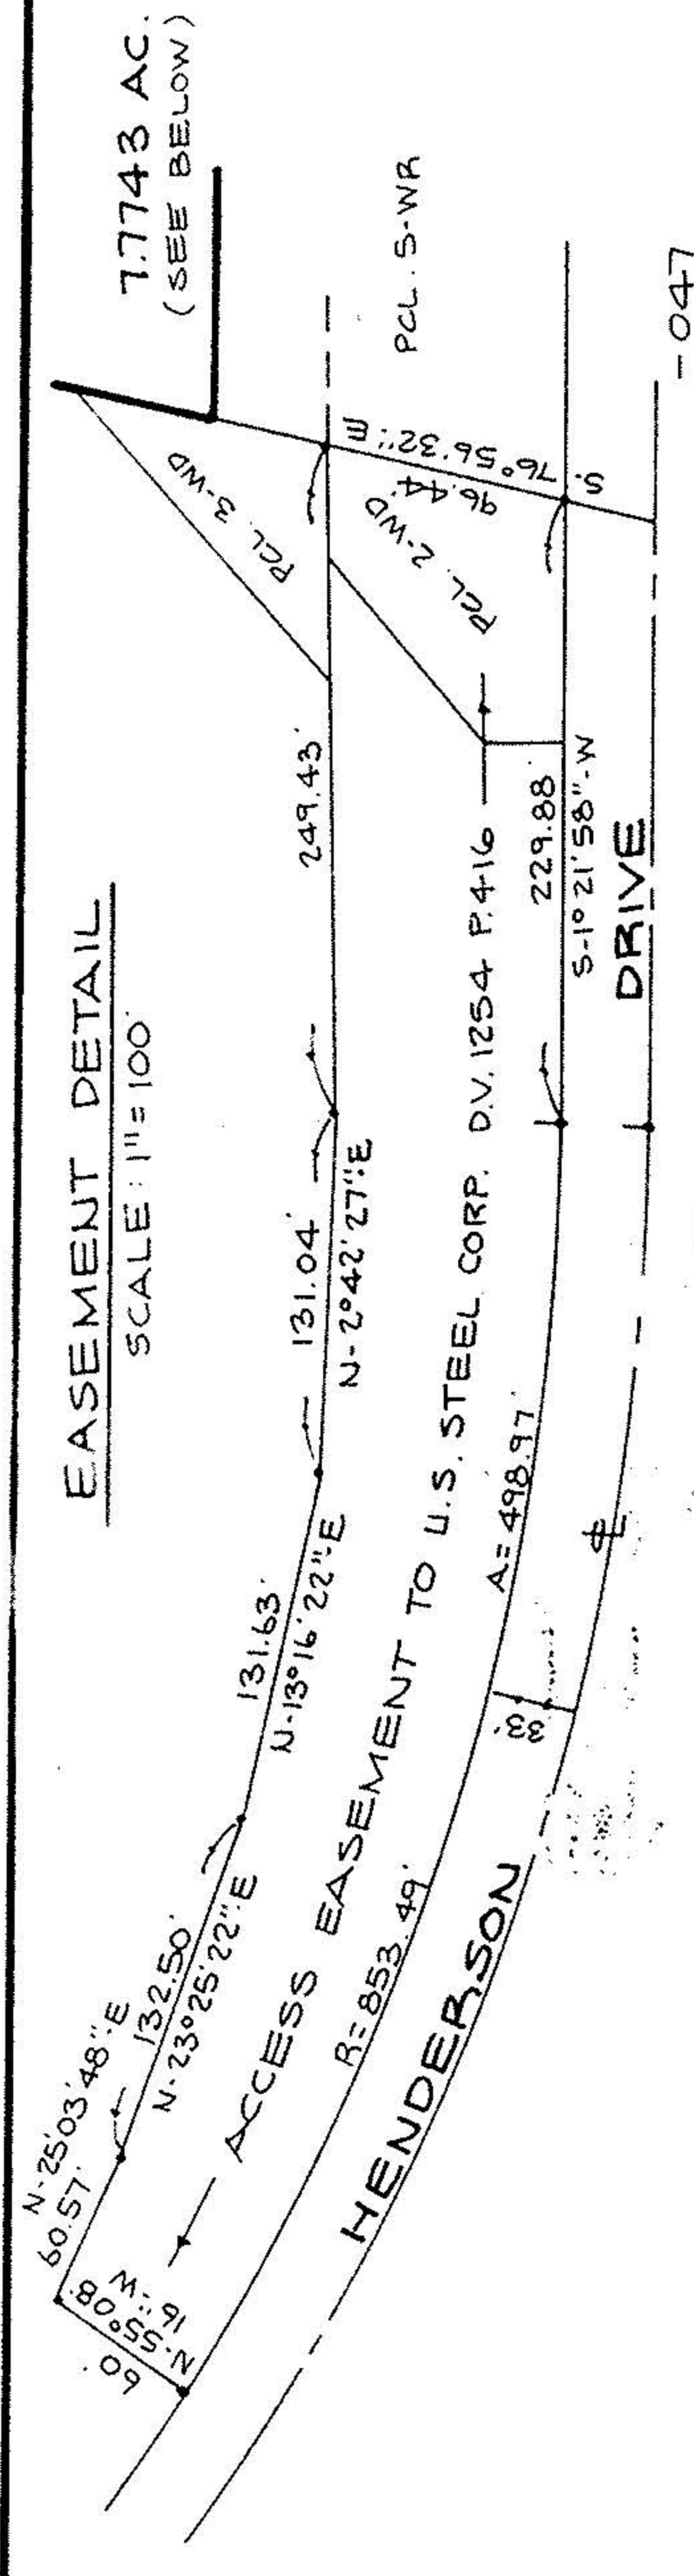 EASEMENT DETAIL
SCALE : 1" = 100'
7.7743 AC.
(SEE BELOW)
N-25°03'48"-E
60.57'
132.50'
N-23°25'22"-E
131.63'
N-13°16'22"-E
131.04'
N-2°42'27"-E
249.43'
PCL. 3-WD
PCL. 2-WD
PCL. 5-WR
S-76°56'32"-E
96.44'
60'
N-55°08'16"-W
ACCESS EASEMENT TO U.S. STEEL CORP. D.V. 1254 P. 416
R=853.49'
A=498.97'
229.88'
S-1°21'58"-W
33'
HENDERSON DRIVE
-047